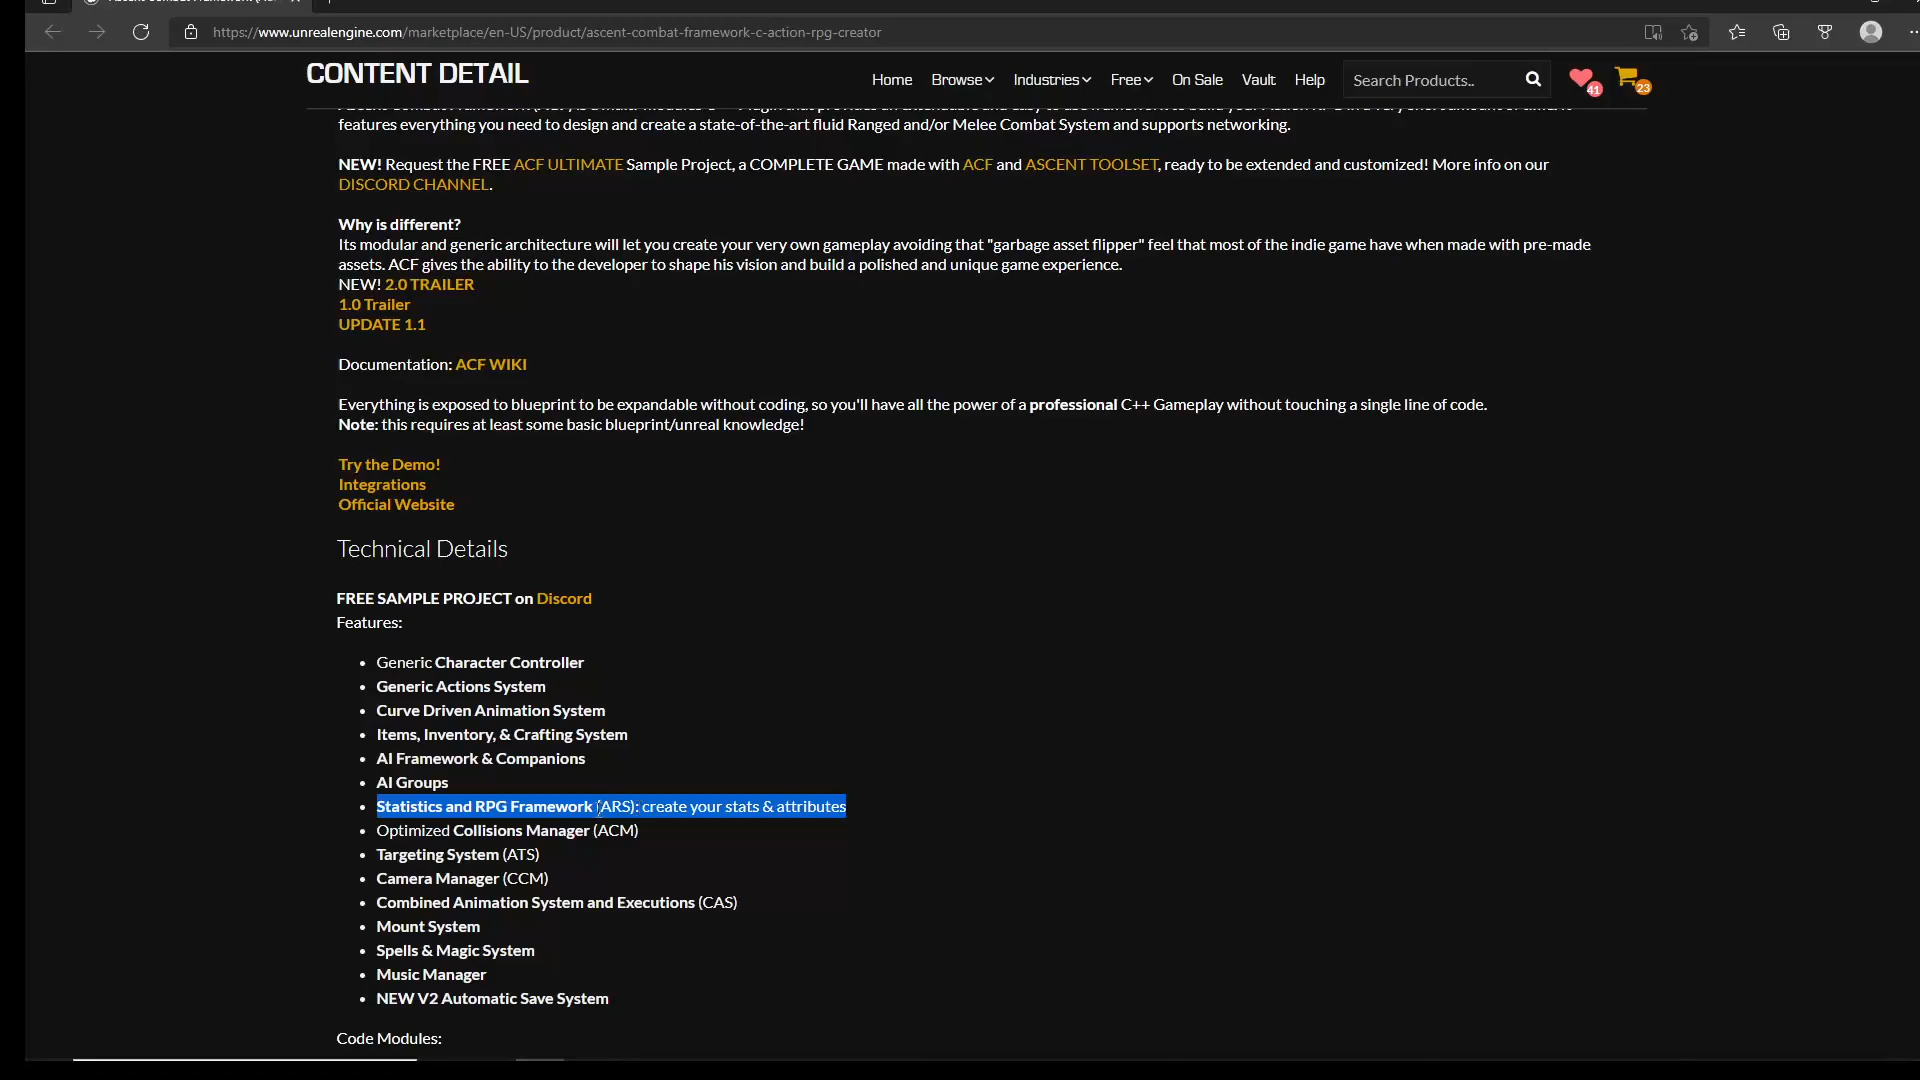 https://www.unrealengine.com/marketplace/en-US/product/ascent-combat-framework-c-action-rpg-creator
CONTENT DETAIL
Home Browse Industries Free On Sale Vault Help Search Products.. 41 23
features everything you need to design and create a state-of-the-art fluid Ranged and/or Melee Combat System and supports networking.
NEW! Request the FREE ACF ULTIMATE Sample Project, a COMPLETE GAME made with ACF and ASCENT TOOLSET, ready to be extended and customized! More info on our
DISCORD CHANNEL.
Why is different?
Its modular and generic architecture will let you create your very own gameplay avoiding that "garbage asset flipper" feel that most of the indie game have when made with pre-made
assets. ACF gives the ability to the developer to shape his vision and build a polished and unique game experience.
NEW! 2.0 TRAILER
1.0 Trailer
UPDATE 1.1
Documentation: ACF WIKI
Everything is exposed to blueprint to be expandable without coding, so you'll have all the power of a professional C++ Gameplay without touching a single line of code.
Note: this requires at least some basic blueprint/unreal knowledge!
Try the Demo!
Integrations
Official Website
Technical Details
FREE SAMPLE PROJECT on Discord
Features:
Generic Character Controller
Generic Actions System
Curve Driven Animation System
Items, Inventory, & Crafting System
AI Framework & Companions
AI Groups
Statistics and RPG Framework (ARS): create your stats & attributes
Optimized Collisions Manager (ACM)
Targeting System (ATS)
Camera Manager (CCM)
Combined Animation System and Executions (CAS)
Mount System
Spells & Magic System
Music Manager
NEW V2 Automatic Save System
Code Modules: